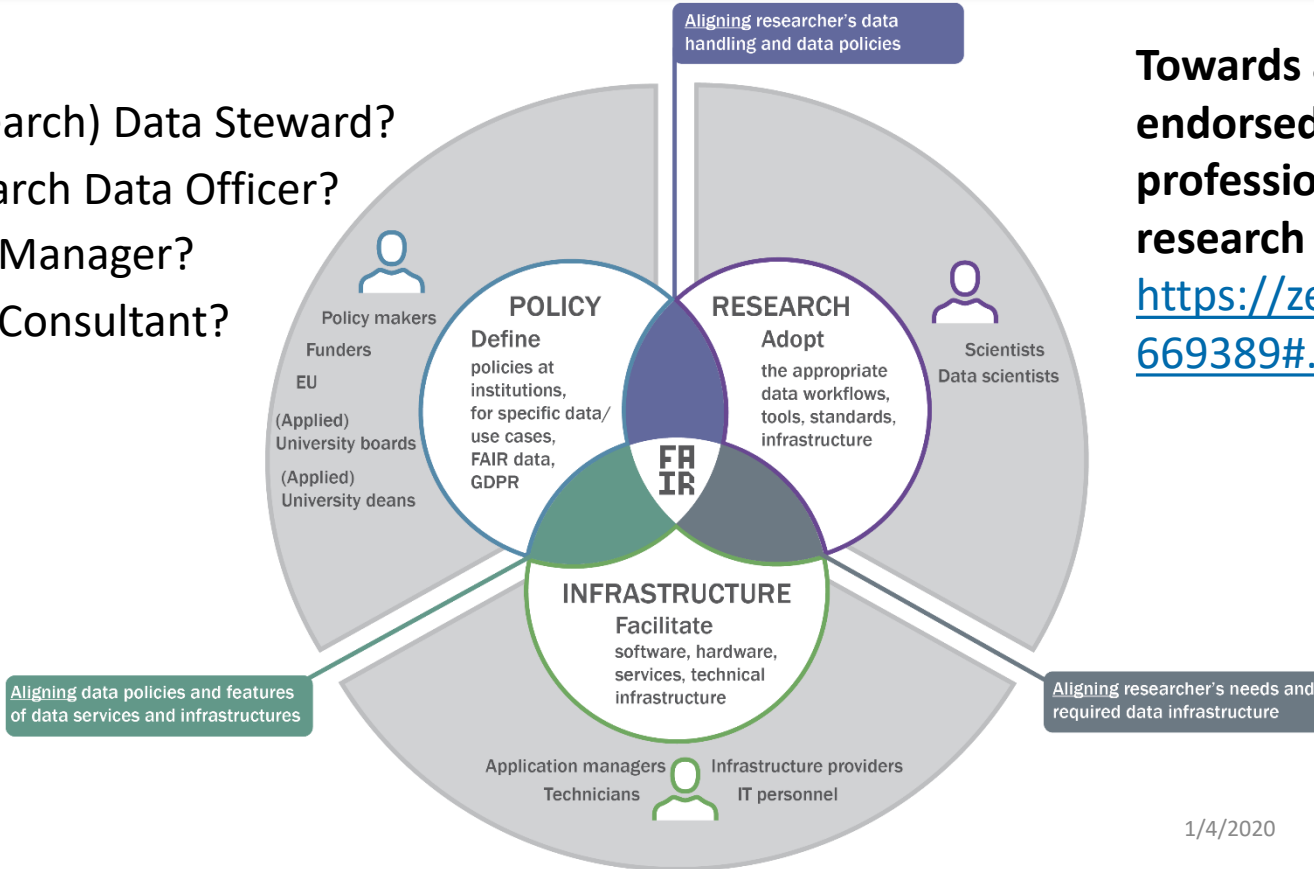 Aligning researcher's data
handling and data policies
arch) Data Steward?
arch Data Officer?
Manager?
Consultant?
Towards
endorsed
professio
research
https://ze
669389#.
Policy makers
Funders
EU
(Applied)
University boards
(Applied)
University deans
POLICY
Define
policies at
institutions,
for specific data/
use cases,
FAIR data,
GDPR
RESEARCH
Adopt
the appropriate
data workflows,
tools, standards,
infrastructure
Scientists
Data scientists
FA
IR
INFRASTRUCTURE
Facilitate
software, hardware,
services, technical
infrastructure
Aligning data policies and features
of data services and infrastructures
Aligning researcher's needs and
required data infrastructure
Application managers
Technicians
Infrastructure providers
IT personnel
1/4/2020